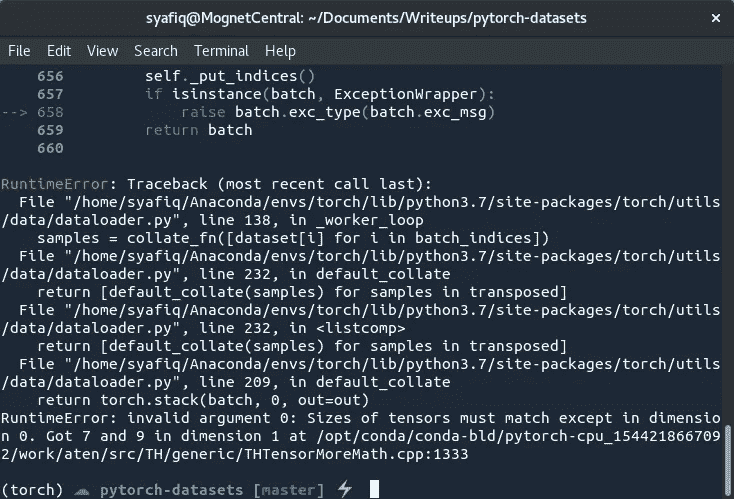 syafiq@MognetCentral: ~/Documents/Writeups/pytorch-datasets ×
File Edit View Search Terminal Help
656 self._put_indices()
657 if isinstance(batch, ExceptionWrapper):
--> 658 raise batch.exc_type(batch.exc_msg)
659 return batch
660
RuntimeError: Traceback (most recent call last):
File "/home/syafiq/Anaconda/envs/torch/lib/python3.7/site-packages/torch/utils
/data/dataloader.py", line 138, in _worker_loop
samples = collate_fn([dataset[i] for i in batch_indices])
File "/home/syafiq/Anaconda/envs/torch/lib/python3.7/site-packages/torch/utils
/data/dataloader.py", line 232, in default_collate
return [default_collate(samples) for samples in transposed]
File "/home/syafiq/Anaconda/envs/torch/lib/python3.7/site-packages/torch/utils
/data/dataloader.py", line 232, in <listcomp>
return [default_collate(samples) for samples in transposed]
File "/home/syafiq/Anaconda/envs/torch/lib/python3.7/site-packages/torch/utils
/data/dataloader.py", line 209, in default_collate
return torch.stack(batch, 0, out=out)
RuntimeError: invalid argument 0: Sizes of tensors must match except in dimensio
n 0. Got 7 and 9 in dimension 1 at /opt/conda/conda-bld/pytorch-cpu_154421866709
2/work/aten/src/TH/generic/THTensorMoreMath.cpp:1333
(torch) ☁ pytorch-datasets [master] ⚡